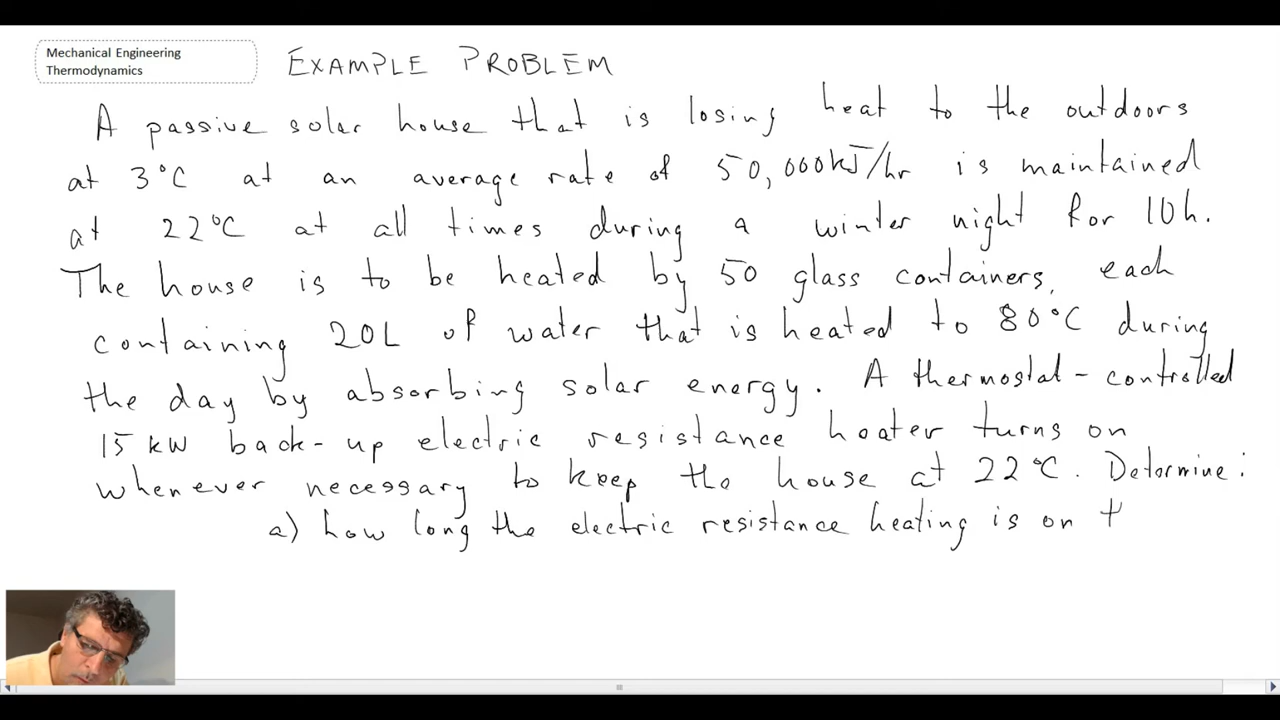 Mechanical Engineering
Thermodynamics
EXAMPLE PROBLEM
A passive solar house that is losing heat to the outdoors
at 3°C at an average rate of 50,000kJ/hr is maintained
at 22°C at all times during a winter night for 10h.
The house is to be heated by 50 glass containers, each
containing 20L of water that is heated to 80°C during
the day by absorbing solar energy. A thermostat-controlled
15 kW back-up electric resistance heater turns on
whenever necessary to keep the house at 22°C. Determine:
a) how long the electric resistance heating is on t